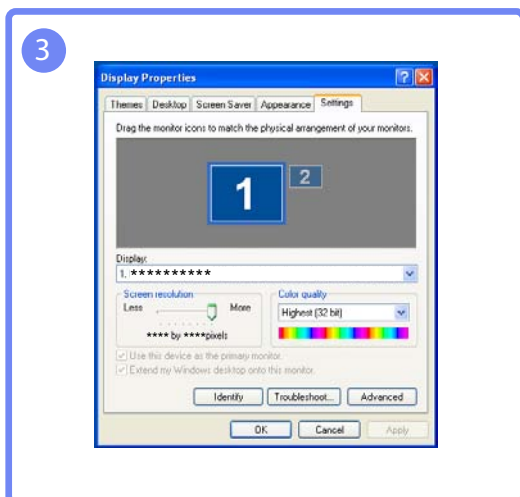 3
Display Properties
Themes Desktop Screen Saver Appearance Settings
Drag the monitor icons to match the physical arrangement of your monitors.
1 2
Display:
1. **********
Screen resolution Color quality
Less More Highest (32 bit)
**** by ****pixels
Use this device as the primary monitor.
Extend my Windows desktop onto this monitor.
Identify Troubleshoot... Advanced
OK Cancel Apply